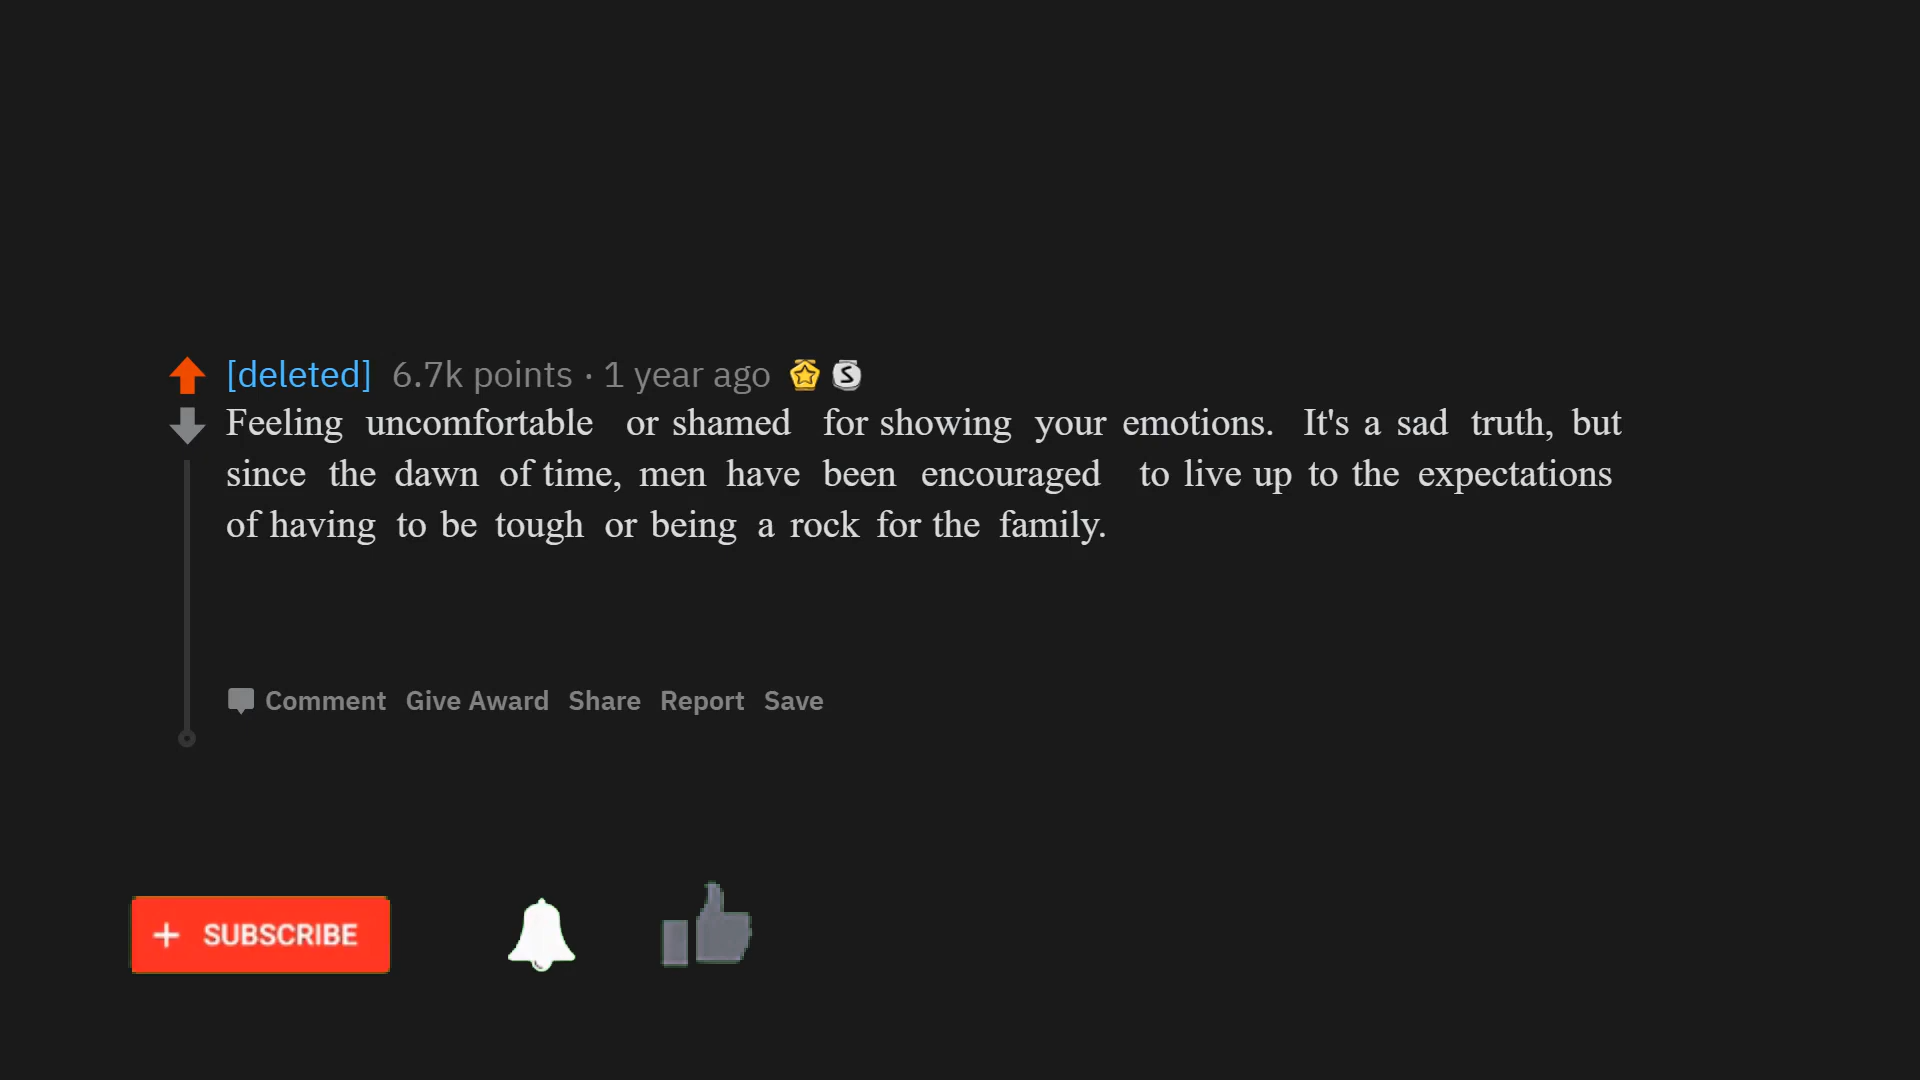 [deleted] 6.7k points · 1 year ago
Feeling uncomfortable or shamed for showing your emotions. It's a sad truth, but
since the dawn of time, men have been encouraged to live up to the expectations
of having to be tough or being a rock for the family.
Comment Give Award Share Report Save
+ SUBSCRIBE